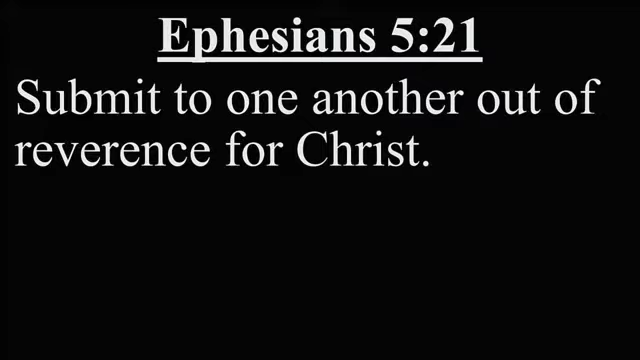 Ephesians 5:21
Submit to one another out of
reverence for Christ.